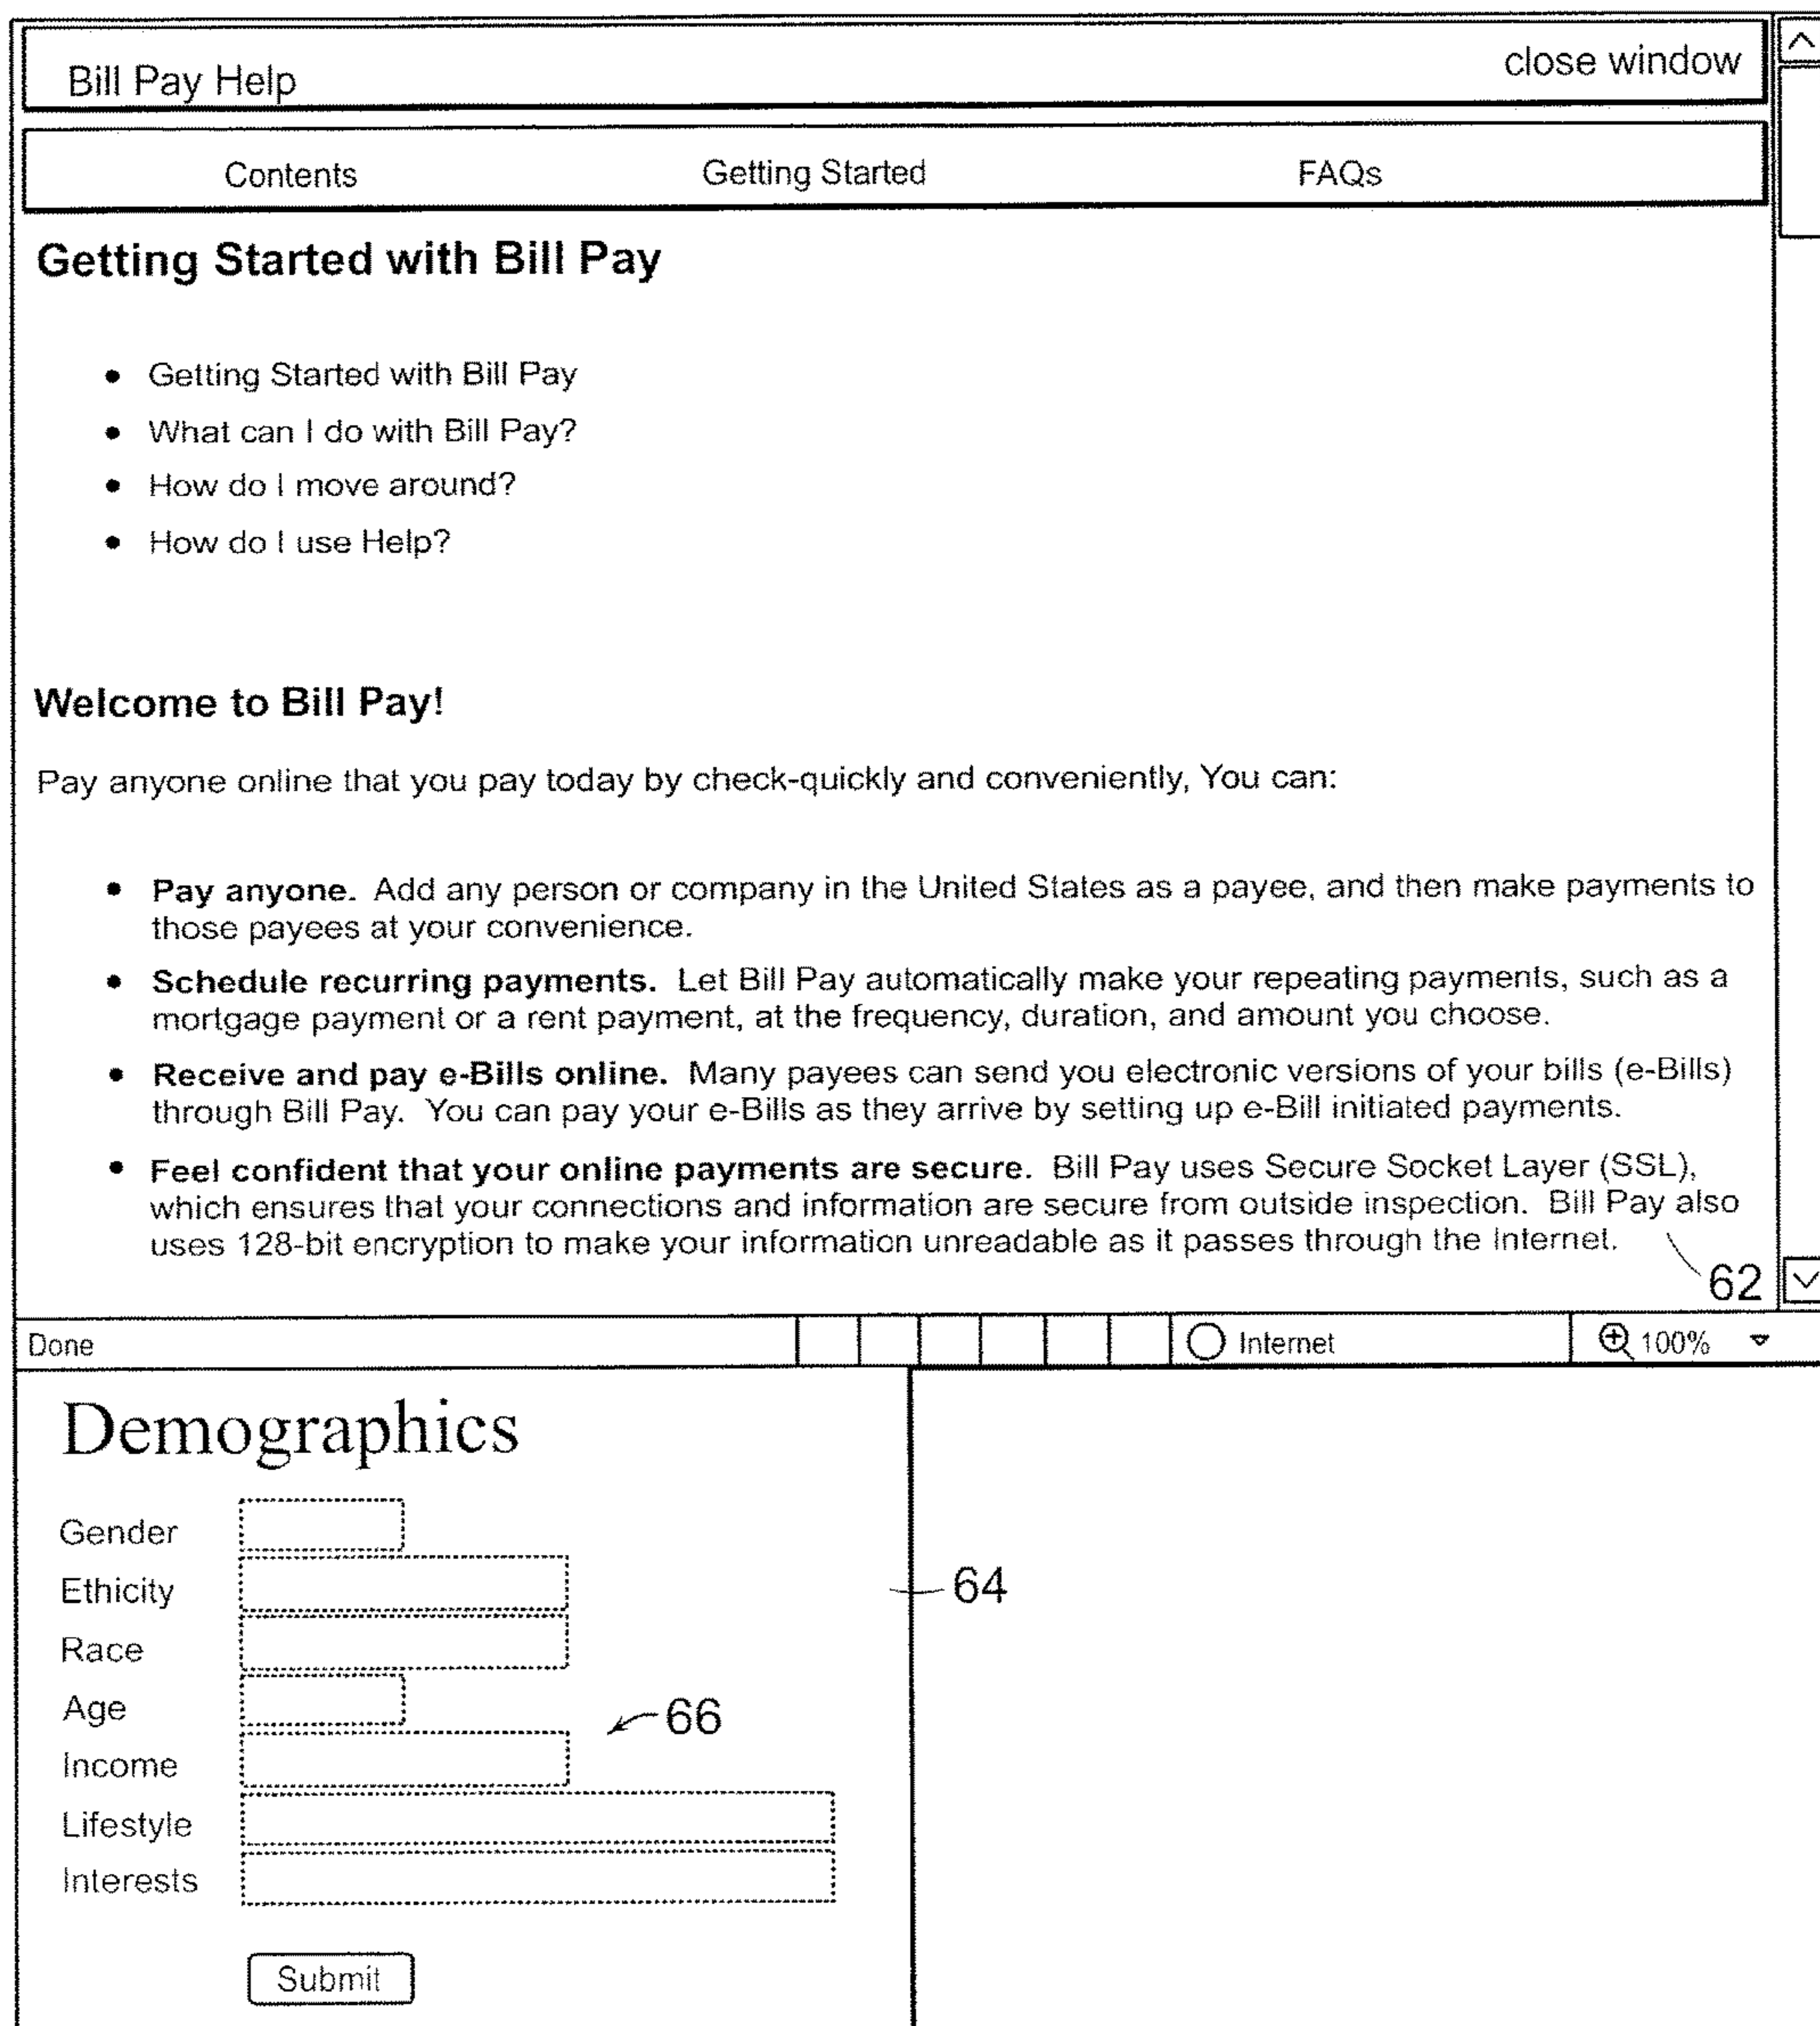 Bill Pay Help
close window
Contents Getting Started FAQs
Getting Started with Bill Pay
• Getting Started with Bill Pay
• What can I do with Bill Pay?
• How do I move around?
• How do I use Help?
Welcome to Bill Pay!
Pay anyone online that you pay today by check-quickly and conveniently, You can:
• Pay anyone. Add any person or company in the United States as a payee, and then make payments to
those payees at your convenience.
• Schedule recurring payments. Let Bill Pay automatically make your repeating payments, such as a
mortgage payment or a rent payment, at the frequency, duration, and amount you choose.
• Receive and pay e-Bills online. Many payees can send you electronic versions of your bills (e-Bills)
through Bill Pay. You can pay your e-Bills as they arrive by setting up e-Bill initiated payments.
• Feel confident that your online payments are secure. Bill Pay uses Secure Socket Layer (SSL),
which ensures that your connections and information are secure from outside inspection. Bill Pay also
uses 128-bit encryption to make your information unreadable as it passes through the Internet.
62
Done Internet 100%
Demographics
Gender
Ethicity
64
Race
Age
66
Income
Lifestyle
Interests
Submit